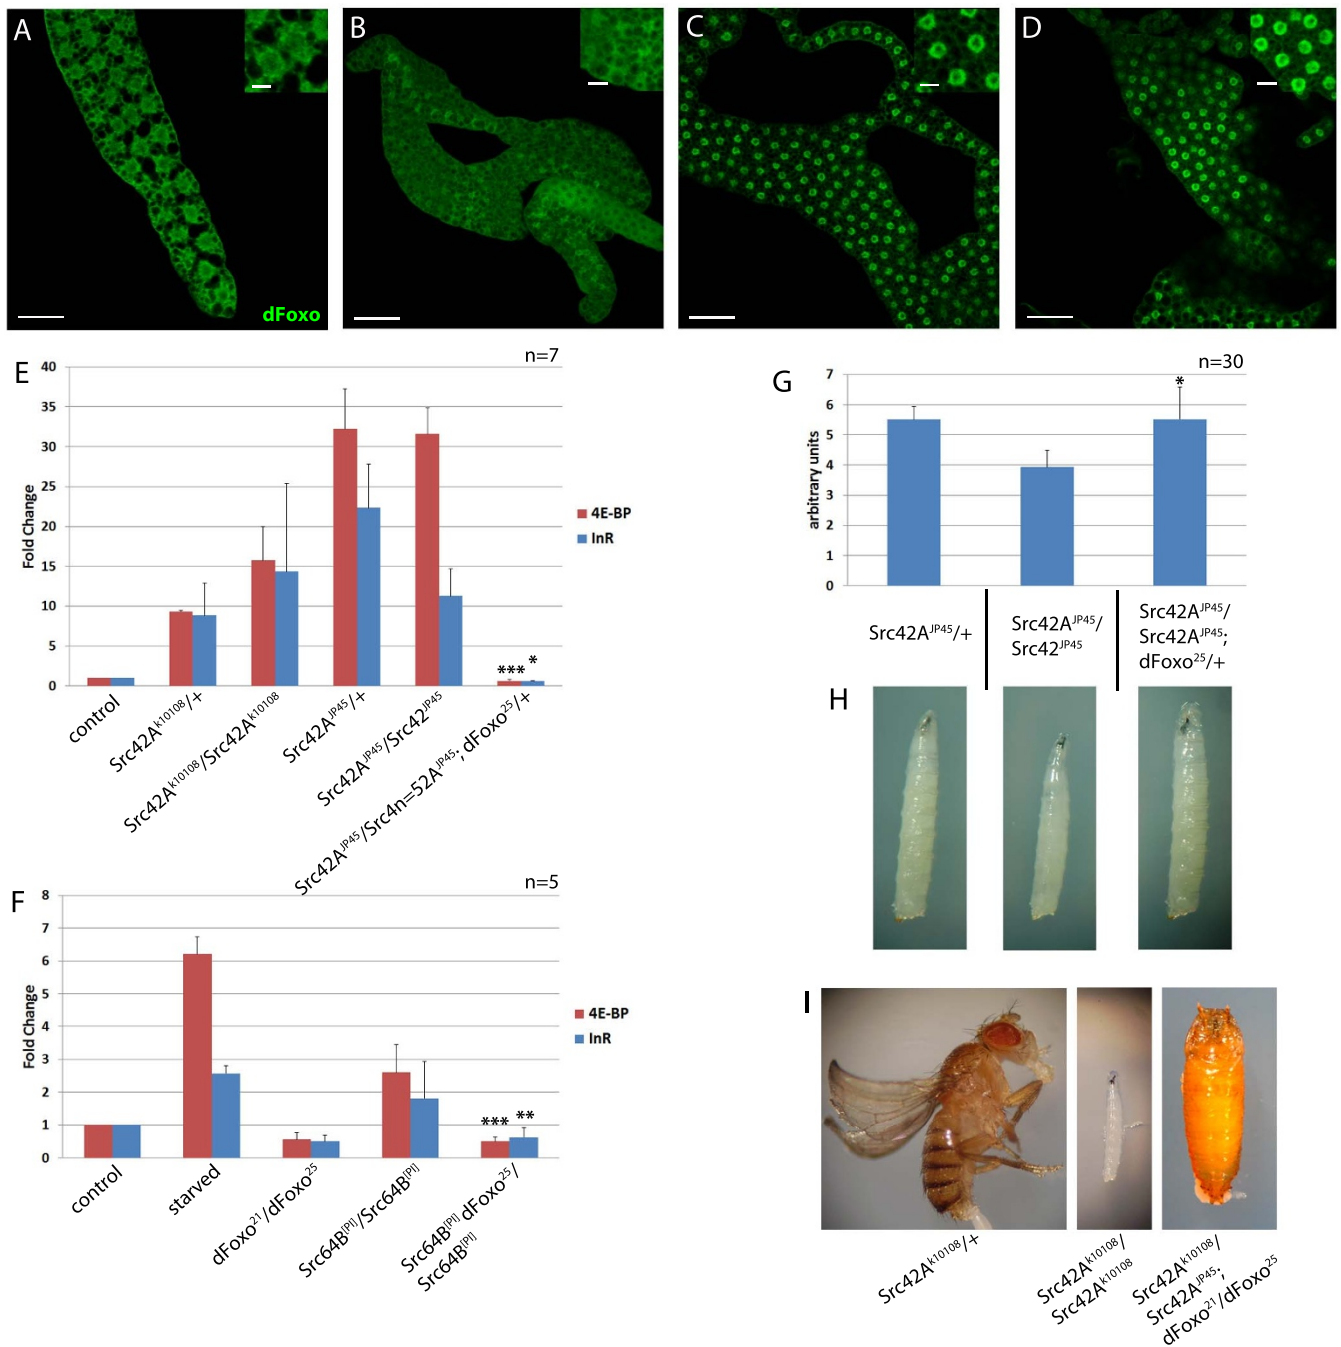 A
B
C
D
dFoxo
E
n=7
40
35
30
25
20
15
10
5
0
Fold Change
4E-BP
InR
*** *
control
Src42A^k10108/+
Src42A^k10108/Src42A^k10108
Src42A^JP45/+
Src42A^JP45/Src42^JP45
Src42A^JP45/Src4n=52A^JP45; dFoxo^25/+
G
n=30
7
6
5
4
3
2
1
0
arbitrary units
*
Src42A^JP45/+
Src42A^JP45/
Src42^JP45
Src42A^JP45/
Src42A^JP45;
dFoxo^25/+
H
F
n=5
8
7
6
5
4
3
2
1
0
Fold Change
4E-BP
InR
*** **
control
starved
dFoxo^21/dFoxo^25
Src64B^[PI]/Src64B^[PI]
Src64B^[PI] dFoxo^25/
Src64B^[PI]
I
Src42A^k10108/+
Src42A^k10108/
Src42A^k10108
Src42A^k10108/
Src42A^JP45;
dFoxo^21/dFoxo^25